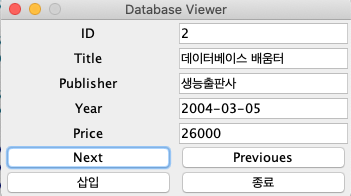 Database Viewer
ID 2
Title 데이터베이스 배움터
Publisher 생능출판사
Year 2004-03-05
Price 26000
Next Previoues
삽입 종료